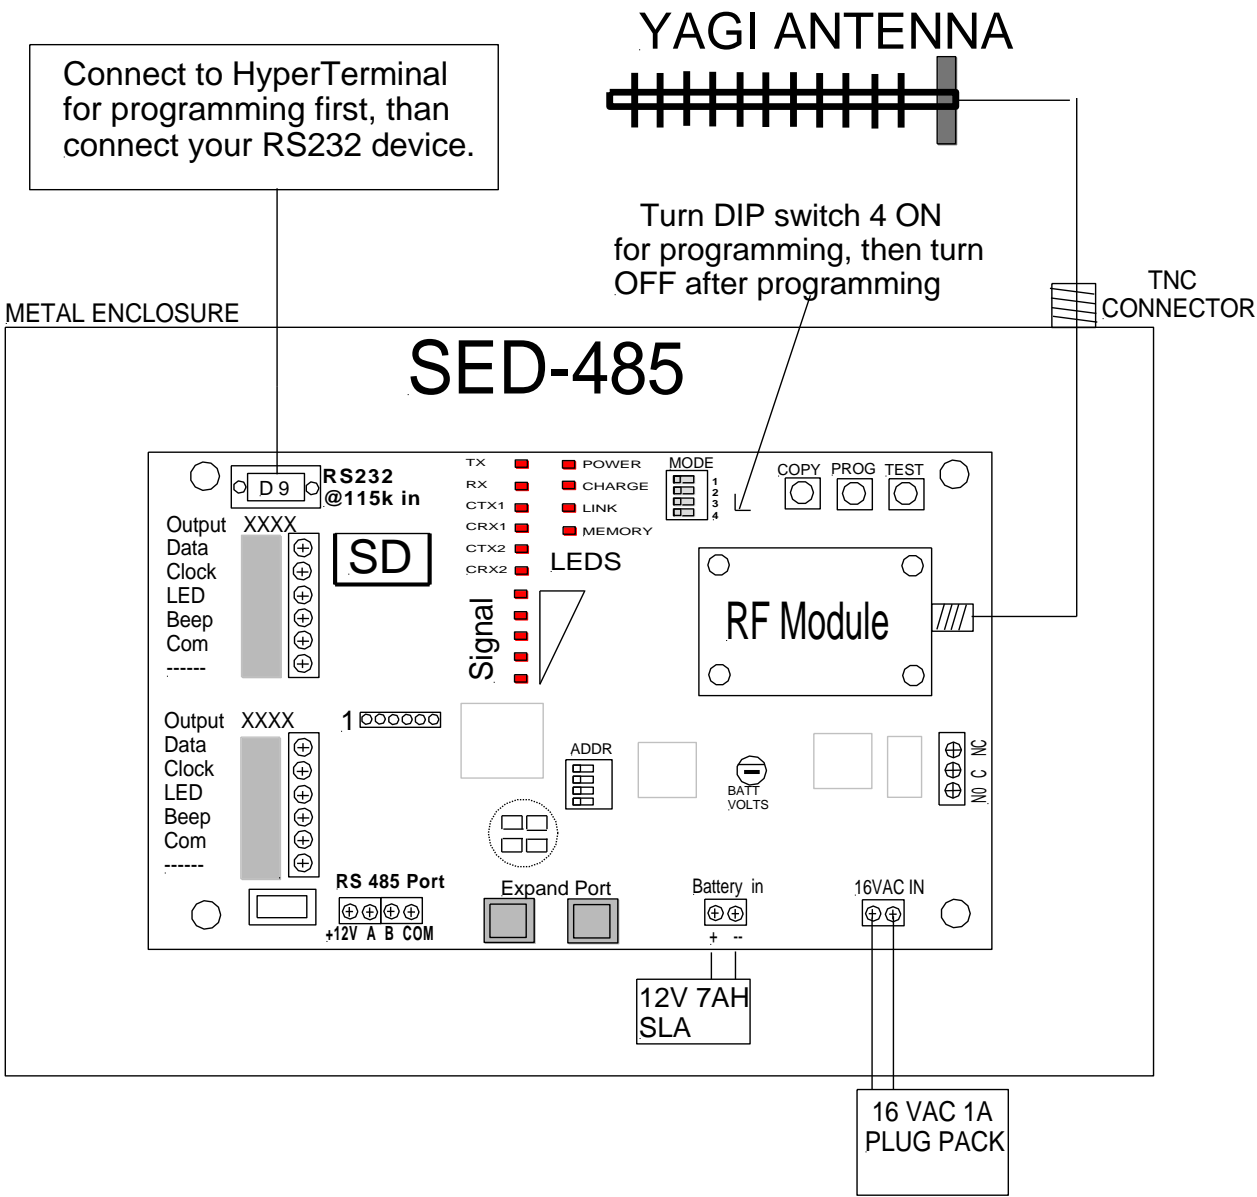 YAGI ANTENNA
Connect to HyperTerminal
for programming first, than
connect your RS232 device.
Turn DIP switch 4 ON
for programming, then turn
OFF after programming
TNC
CONNECTOR
METAL ENCLOSURE
SED-485
D9
RS232
@115k in
TX
RX
CTX1
CRX1
CTX2
CRX2
POWER
CHARGE
LINK
MEMORY
LEDS
Signal
MODE
1
2
3
4
COPY
PROG
TEST
Output XXXX
Data
Clock
LED
Beep
Com
------
SD
RF Module
Output XXXX
Data
Clock
LED
Beep
Com
------
1
ADDR
BATT
VOLTS
NO C NC
RS 485 Port
+12V A B COM
Expand Port
Battery in
+ --
16VAC IN
12V 7AH
SLA
16 VAC 1A
PLUG PACK